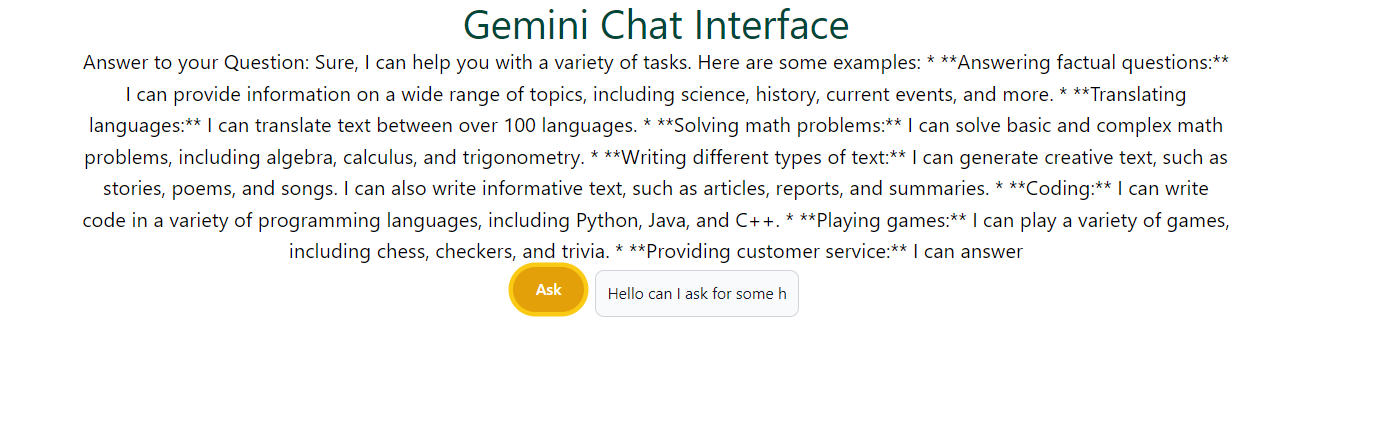 Gemini Chat Interface
Answer to your Question: Sure, I can help you with a variety of tasks. Here are some examples: * **Answering factual questions:**
I can provide information on a wide range of topics, including science, history, current events, and more. * **Translating
languages:** I can translate text between over 100 languages. * **Solving math problems:** I can solve basic and complex math
problems, including algebra, calculus, and trigonometry. * **Writing different types of text:** I can generate creative text, such as
stories, poems, and songs. I can also write informative text, such as articles, reports, and summaries. * **Coding:** I can write
code in a variety of programming languages, including Python, Java, and C++. * **Playing games:** I can play a variety of games,
including chess, checkers, and trivia. * **Providing customer service:** I can answer
Ask
Hello can I ask for some h